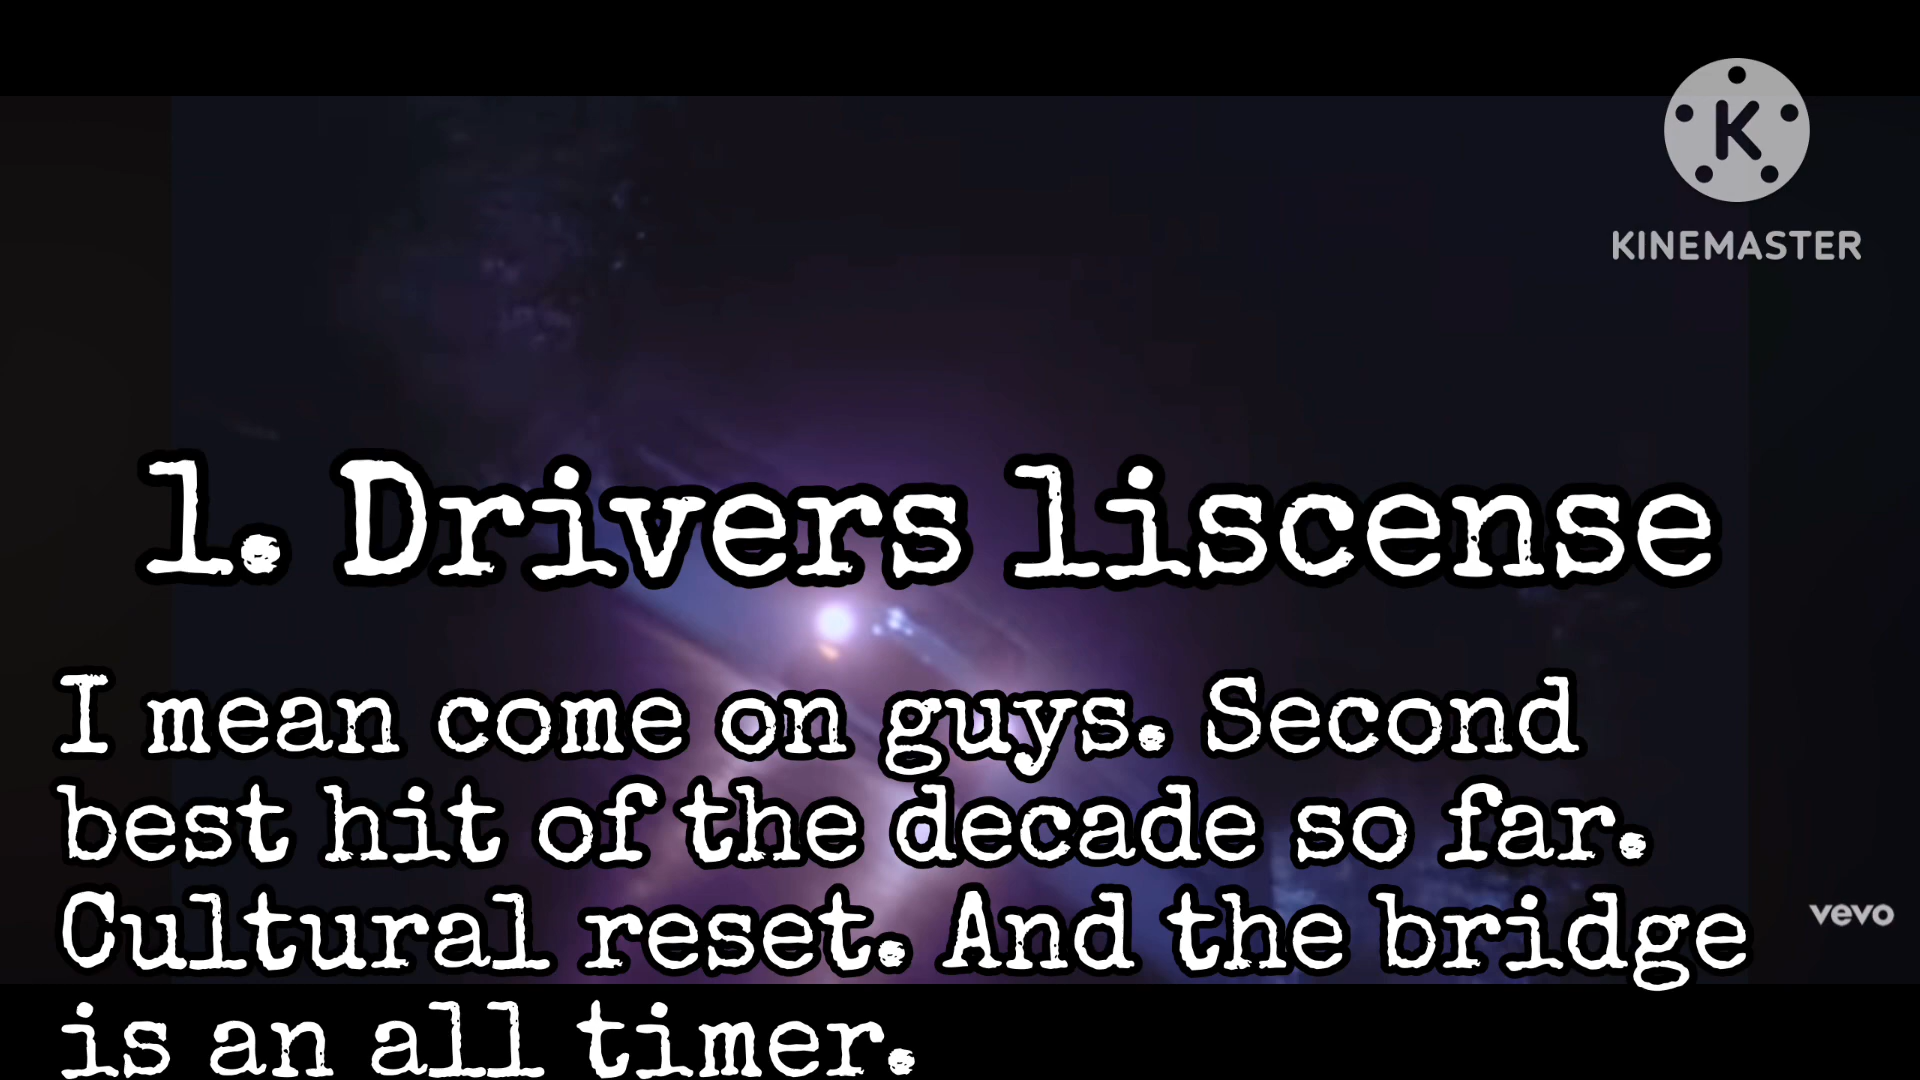 K
KINEMASTER
1. Drivers liscense
I mean come on guys. Second
best hit of the decade so far.
Cultural reset. And the bridge
is an all timer.
vevo